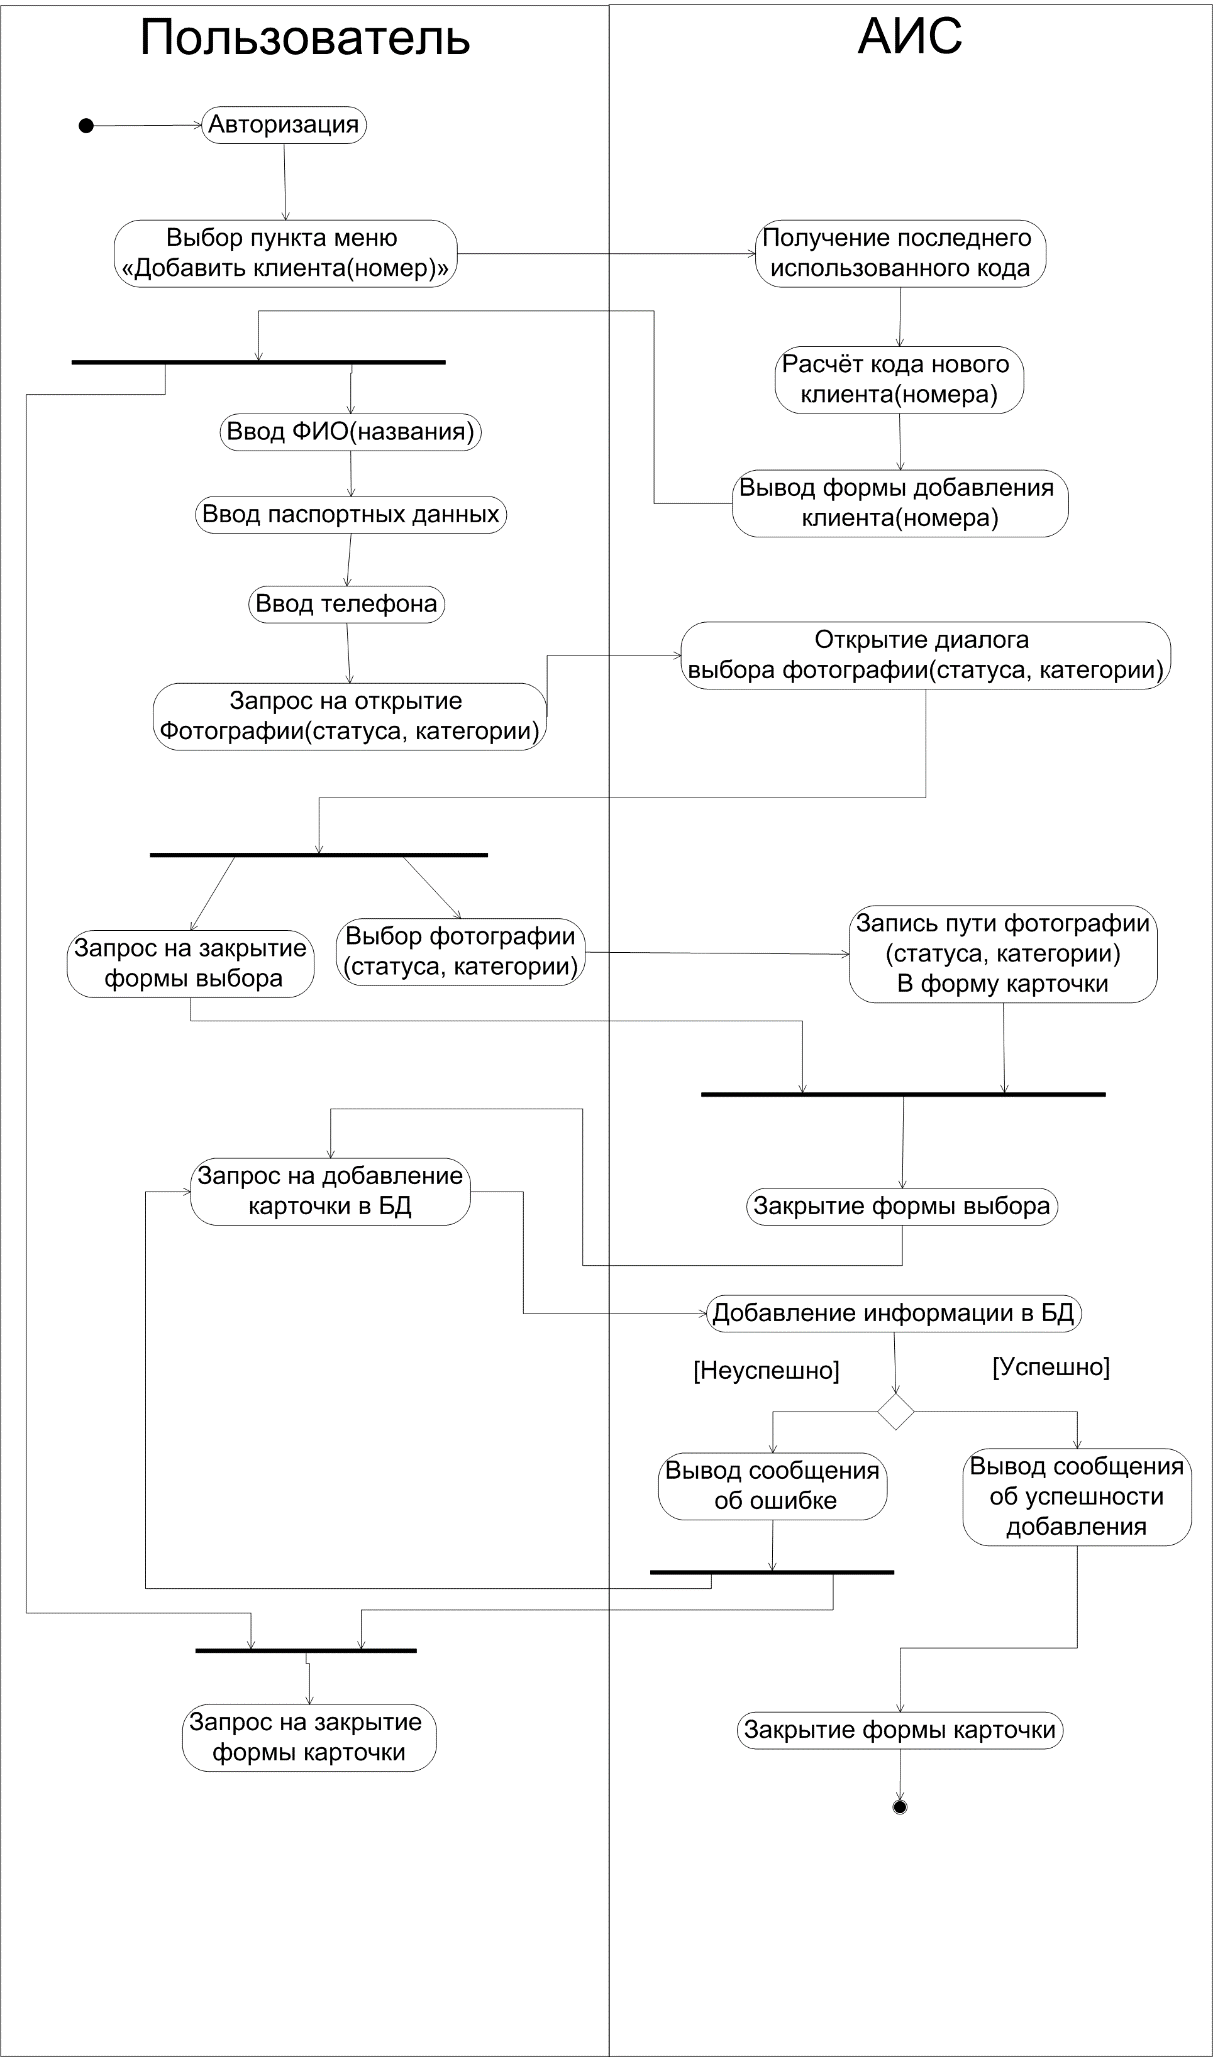 Пользователь
АИС
Авторизация
Выбор пункта меню
«Добавить клиента(номер)»
Получение последнего
использованного кода
Расчёт кода нового
клиента(номера)
Ввод ФИО(названия)
Вывод формы добавления
клиента(номера)
Ввод паспортных данных
Ввод телефона
Открытие диалога
выбора фотографии(статуса, категории)
Запрос на открытие
Фотографии(статуса, категории)
Запрос на закрытие
формы выбора
Выбор фотографии
(статуса, категории)
Запись пути фотографии
(статуса, категории)
В форму карточки
Запрос на добавление
карточки в БД
Закрытие формы выбора
Добавление информации в БД
[Неуспешно]
[Успешно]
Вывод сообщения
об ошибке
Вывод сообщения
об успешности
добавления
Запрос на закрытие
формы карточки
Закрытие формы карточки